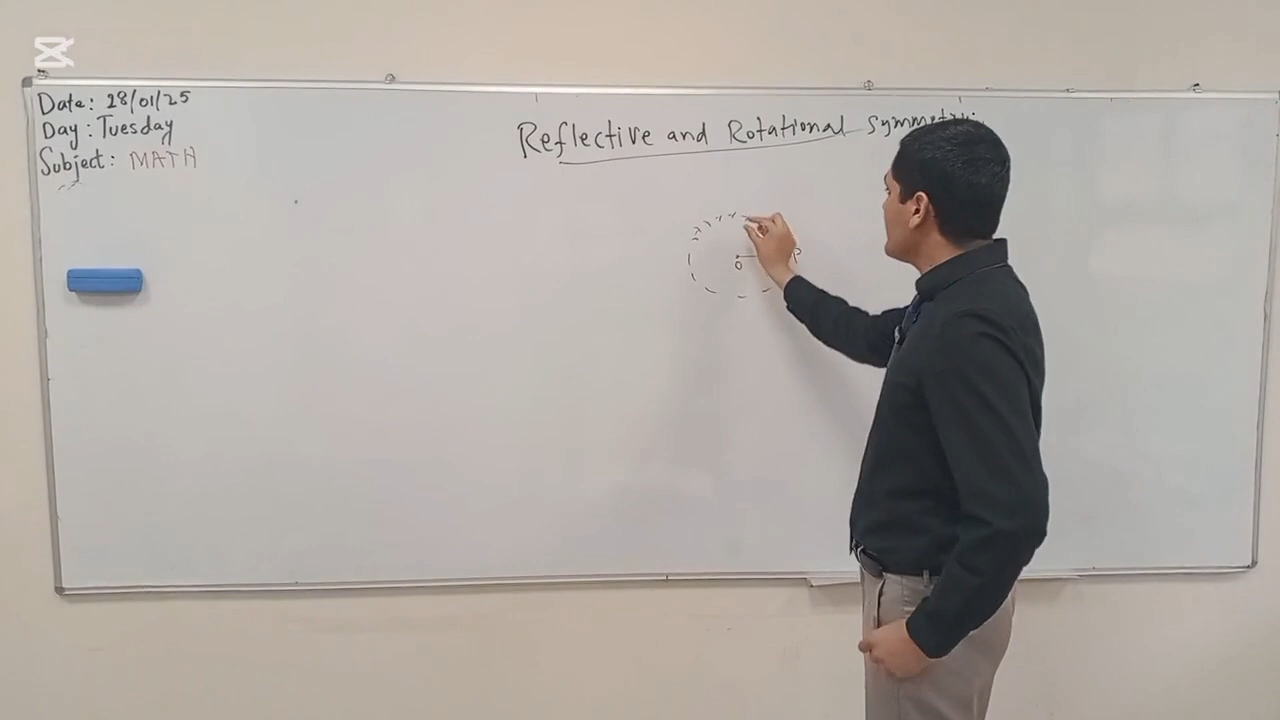 Date: 28/01/25
Day: Tuesday
Subject: MATH
Reflective and Rotational
O
P